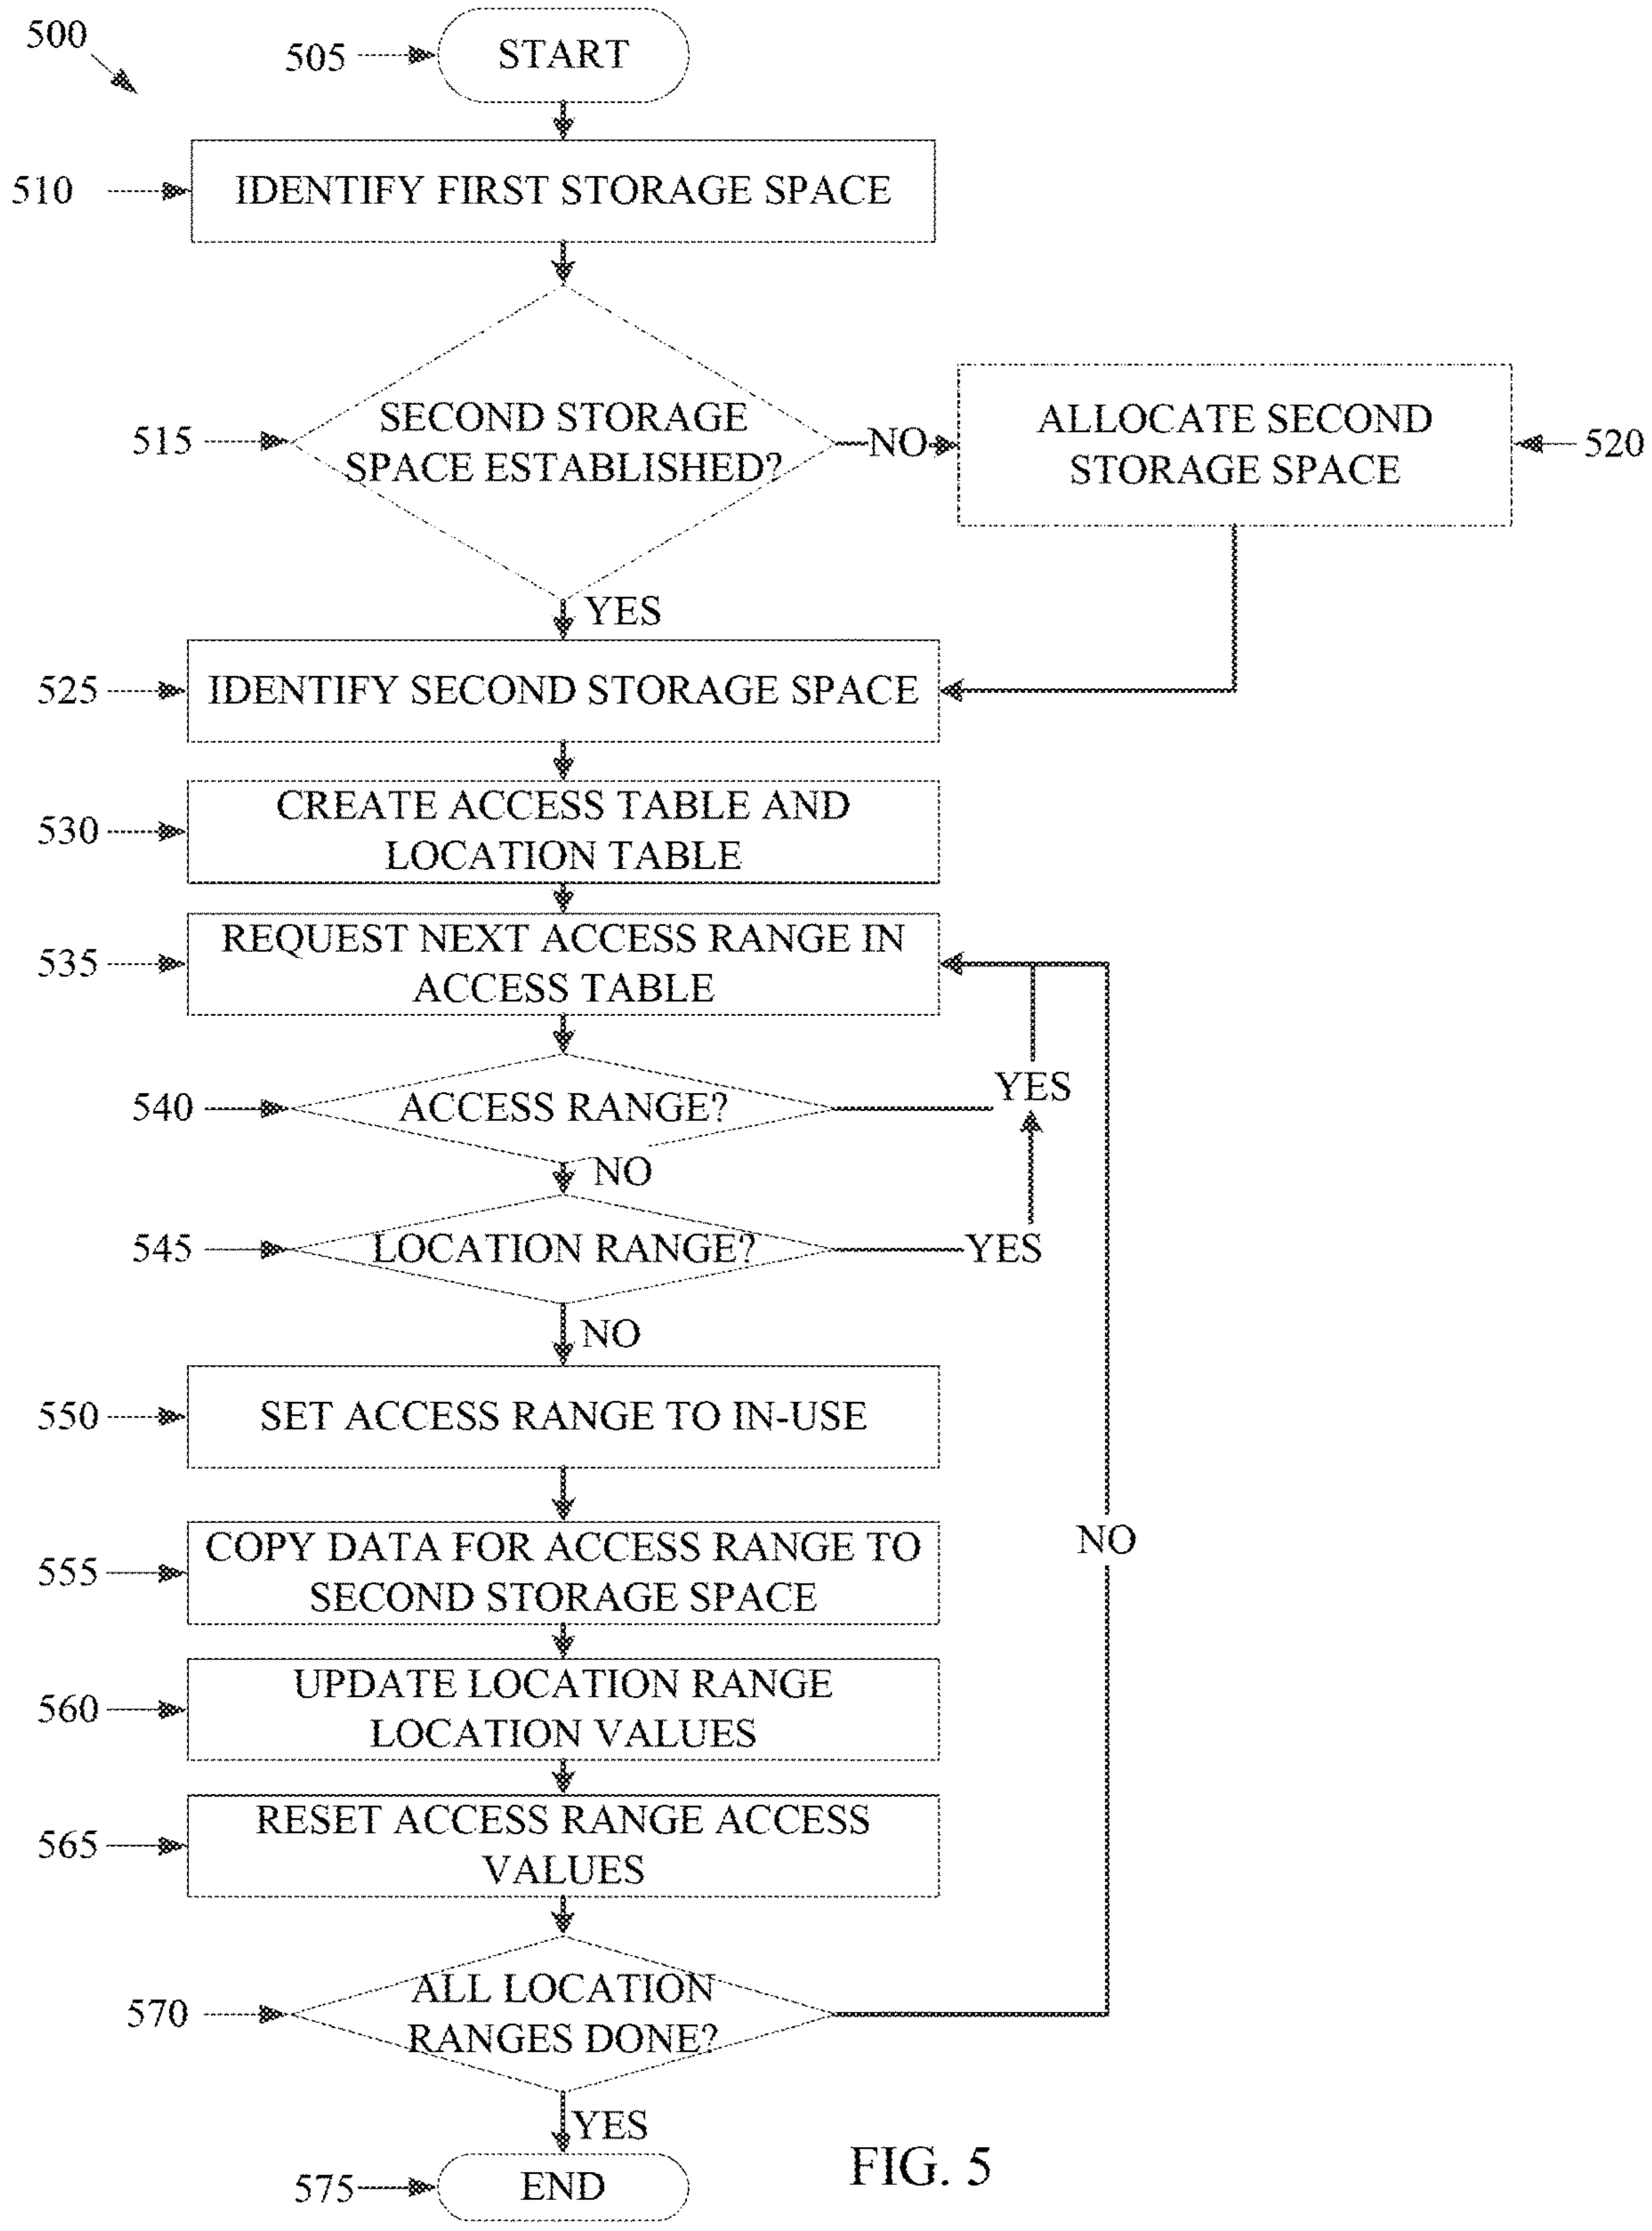 500
505
START
510
IDENTIFY FIRST STORAGE SPACE
515
SECOND STORAGE
SPACE ESTABLISHED?
NO
ALLOCATE SECOND
STORAGE SPACE
520
YES
525
IDENTIFY SECOND STORAGE SPACE
530
CREATE ACCESS TABLE AND
LOCATION TABLE
535
REQUEST NEXT ACCESS RANGE IN
ACCESS TABLE
540
ACCESS RANGE?
YES
NO
545
LOCATION RANGE?
YES
NO
550
SET ACCESS RANGE TO IN-USE
555
COPY DATA FOR ACCESS RANGE TO
SECOND STORAGE SPACE
NO
560
UPDATE LOCATION RANGE
LOCATION VALUES
565
RESET ACCESS RANGE ACCESS
VALUES
570
ALL LOCATION
RANGES DONE?
YES
575
END
FIG. 5